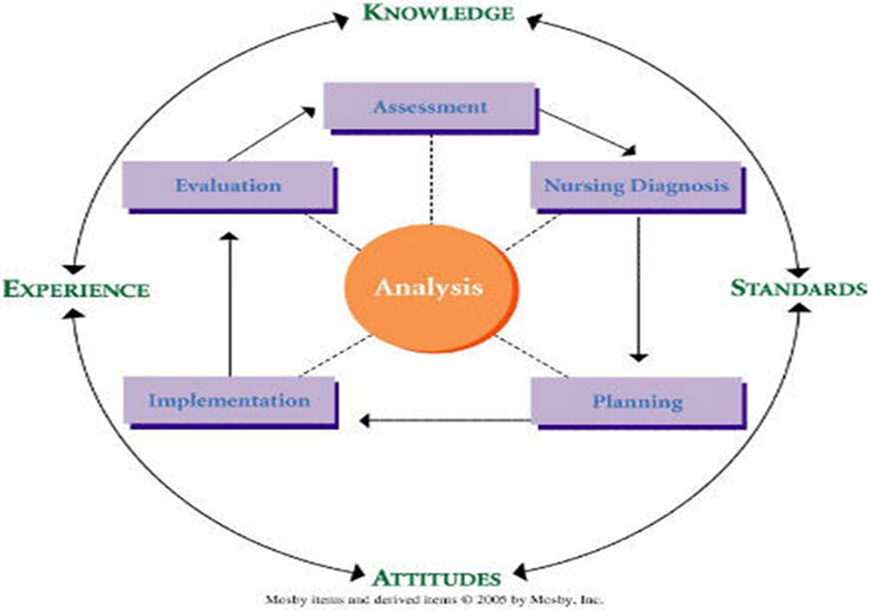 KNOWLEDGE
Assessment
Evaluation
Nursing Diagnosis
Analysis
EXPERIENCE
STANDARDS
Implementation
Planning
ATTITUDES
Mosby items and derived items © 2005 by Mosby, Inc.